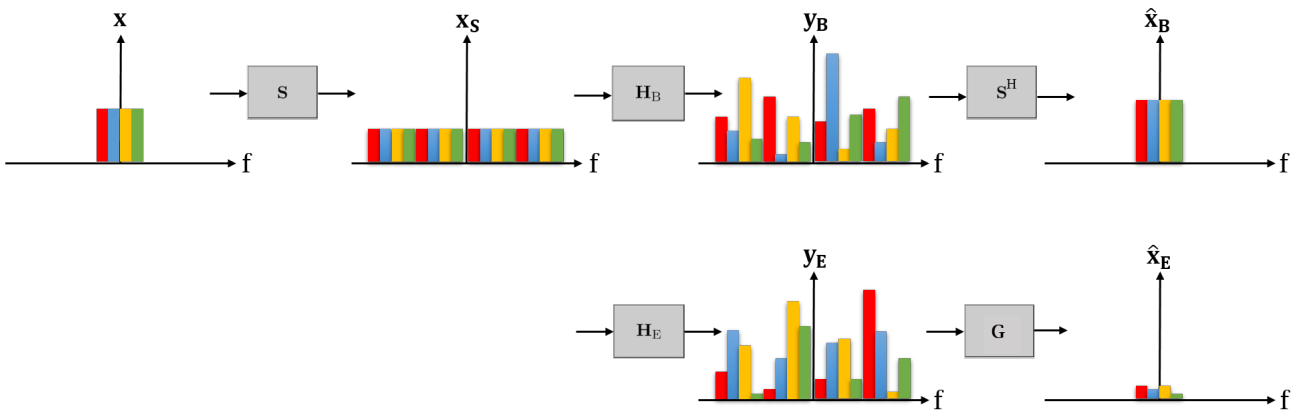 x x_S y_B x̂_B
S H_B S^H
f f f f
y_E x̂_E
H_E G
f f